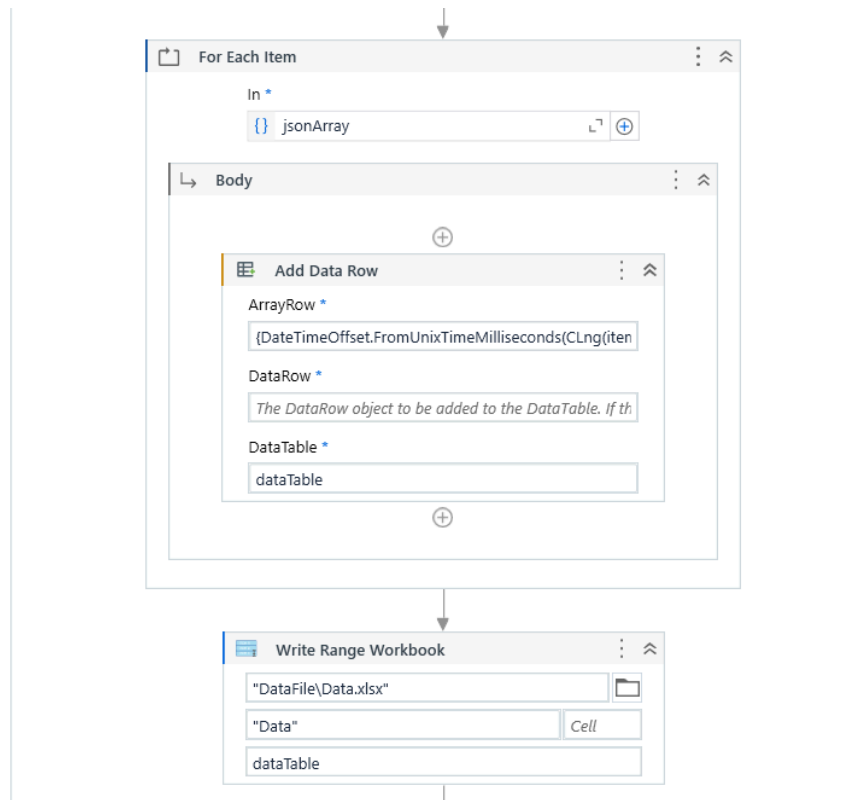 For Each Item
In *
{} jsonArray
Body
Add Data Row
ArrayRow *
{DateTimeOffset.FromUnixTimeMilliseconds(CLng(iten
DataRow *
The DataRow object to be added to the DataTable. If th
DataTable *
dataTable
Write Range Workbook
"DataFile\Data.xlsx"
"Data" Cell
dataTable